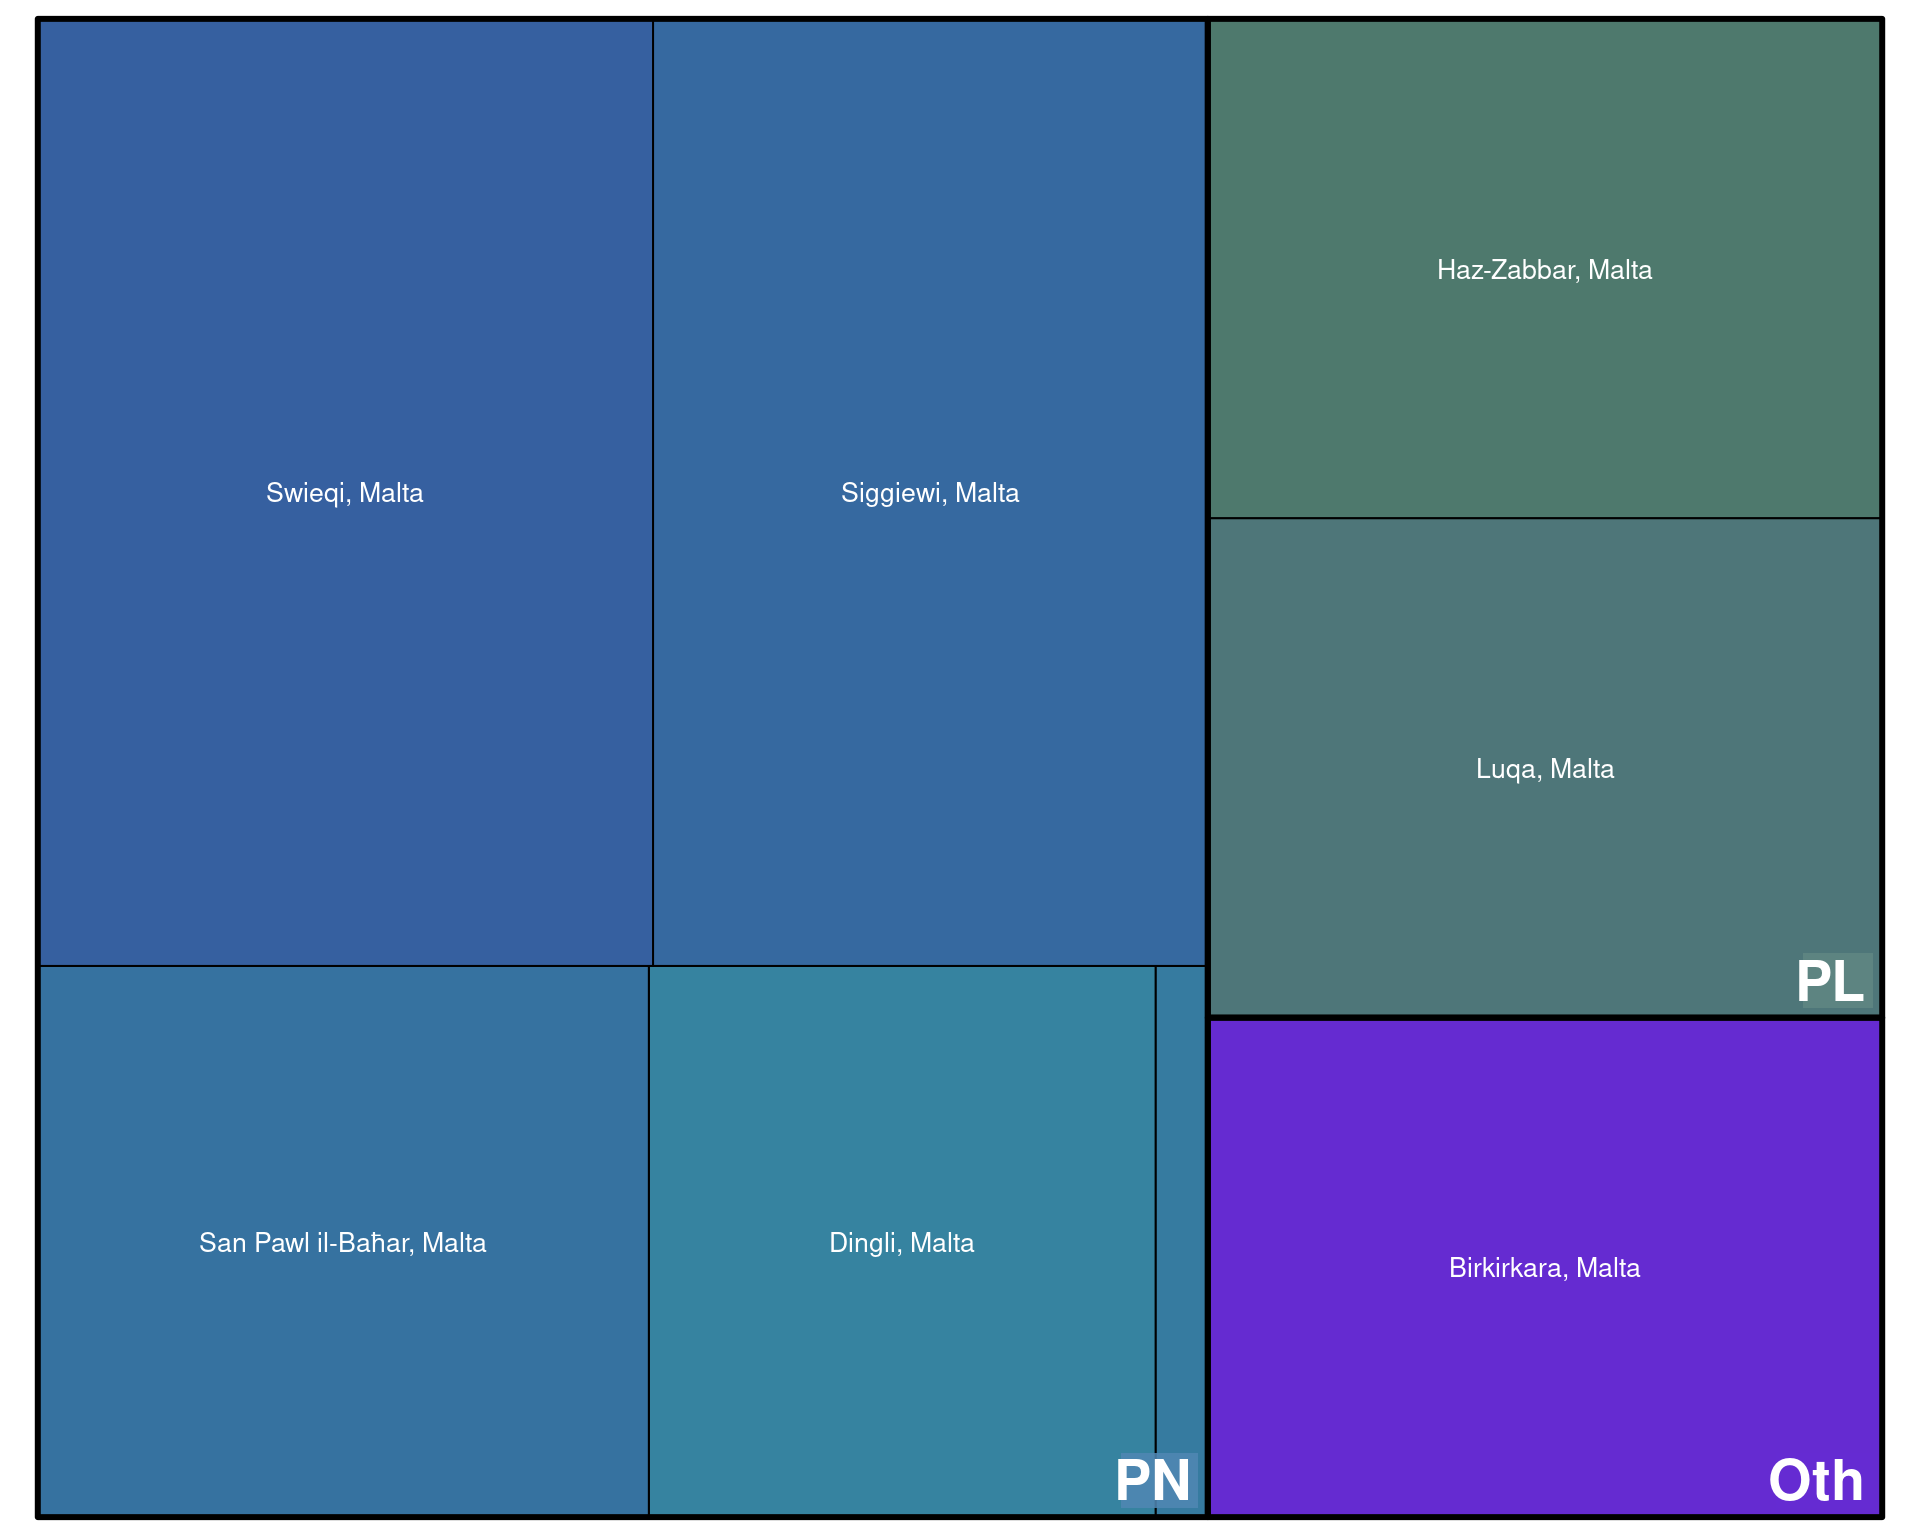 Swieqi, Malta
Siggiewi, Malta
Haz-Zabbar, Malta
Luqa, Malta
PL
San Pawl il-Baħar, Malta
Dingli, Malta
PN
Birkirkara, Malta
Oth